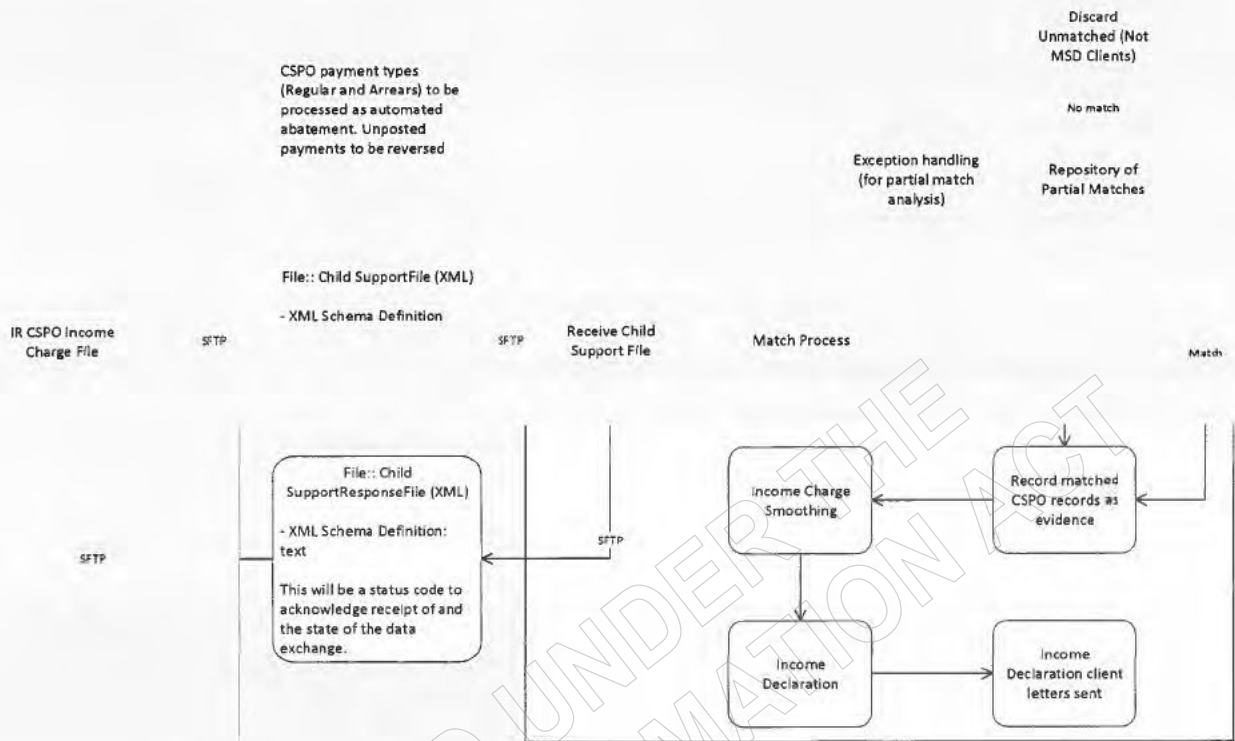 Discard
Unmatched (Not
MSD Clients)
CSPO payment types
(Regular and Arrears) to be
processed as automated
abatement. Unposted
payments to be reversed
No match
Exception handling
(for partial match
analysis)
Repository of
Partial Matches
File:: Child SupportFile (XML)
- XML Schema Definition
IR CSPO Income
Charge File
SFTP
SFTP
Receive Child
Support File
Match Process
Match
File:: Child
SupportResponseFile (XML)
- XML Schema Definition:
text
This will be a status code to
acknowledge receipt of and
the state of the data
exchange.
SFTP
SFTP
Income Charge
Smoothing
Record matched
CSPO records as
evidence
Income
Declaration
Income
Declaration client
letters sent
UNDER THE
MATION ACT